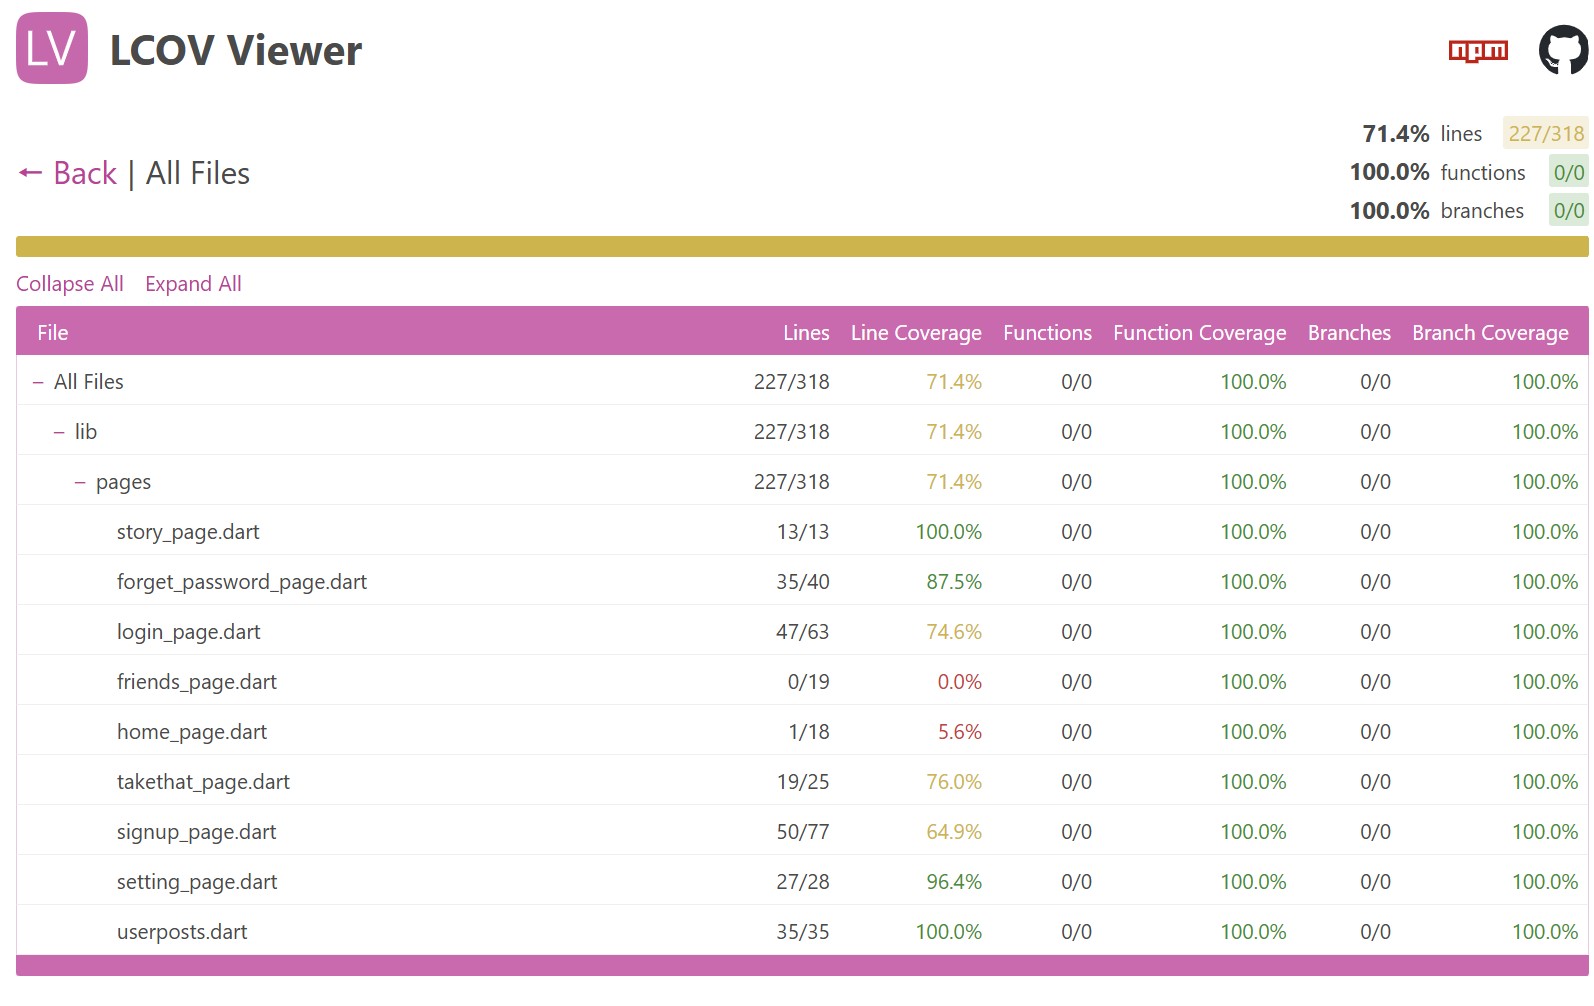 LV LCOV Viewer npm
71.4% lines 227/318
← Back | All Files
100.0% functions 0/0
100.0% branches 0/0
Collapse All Expand All
File Lines Line Coverage Functions Function Coverage Branches Branch Coverage
– All Files 227/318 71.4% 0/0 100.0% 0/0 100.0%
– lib 227/318 71.4% 0/0 100.0% 0/0 100.0%
– pages 227/318 71.4% 0/0 100.0% 0/0 100.0%
story_page.dart 13/13 100.0% 0/0 100.0% 0/0 100.0%
forget_password_page.dart 35/40 87.5% 0/0 100.0% 0/0 100.0%
login_page.dart 47/63 74.6% 0/0 100.0% 0/0 100.0%
friends_page.dart 0/19 0.0% 0/0 100.0% 0/0 100.0%
home_page.dart 1/18 5.6% 0/0 100.0% 0/0 100.0%
takethat_page.dart 19/25 76.0% 0/0 100.0% 0/0 100.0%
signup_page.dart 50/77 64.9% 0/0 100.0% 0/0 100.0%
setting_page.dart 27/28 96.4% 0/0 100.0% 0/0 100.0%
userposts.dart 35/35 100.0% 0/0 100.0% 0/0 100.0%